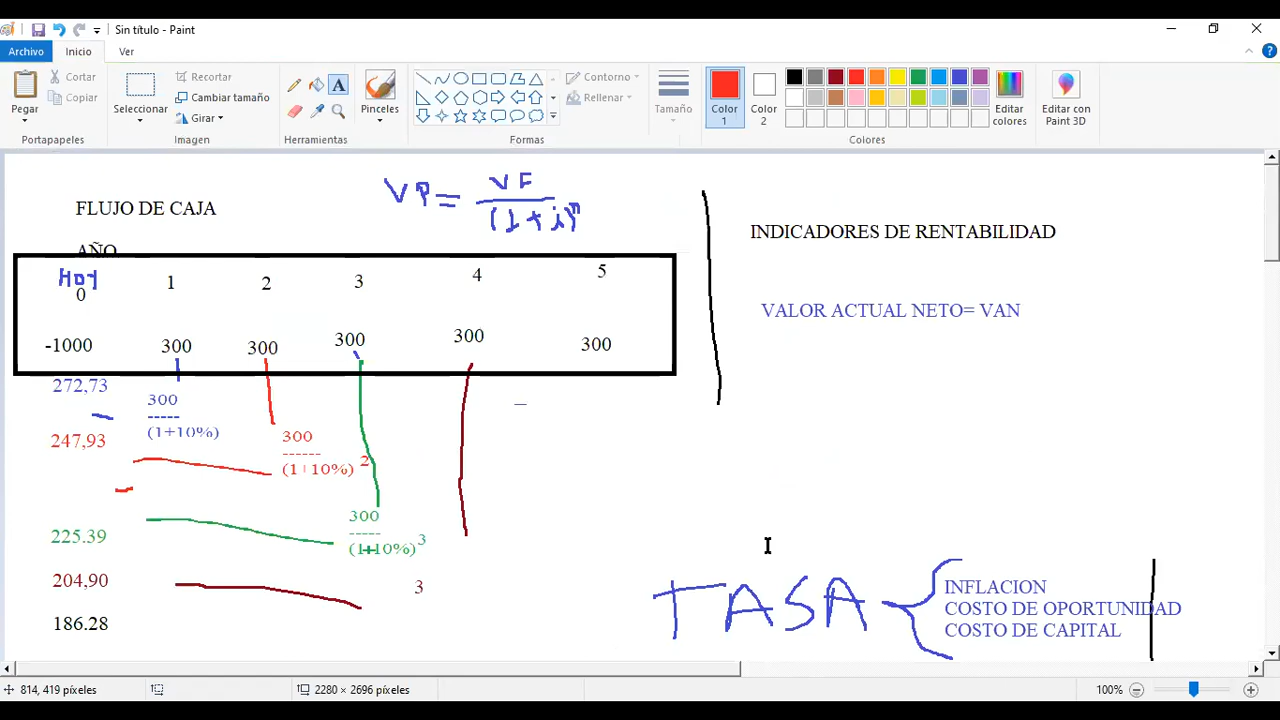 Sin título - Paint
Archivo Inicio Ver
Pegar
Cortar
Copiar
Portapapeles
Seleccionar
Recortar
Cambiar tamaño
Girar
Imagen
A
Pinceles
Herramientas
Contorno
Rellenar
Formas
Tamaño
Color 1
Color 2
Editar colores
Colores
Editar con Paint 3D
FLUJO DE CAJA
VP= VF
(1+i)n
AÑO
HOY
0 1 2 3 4 5
-1000 300 300 300 300 300
INDICADORES DE RENTABILIDAD
VALOR ACTUAL NETO= VAN
272,73
300
-----
(1+10%)
247,93
300
------
(1+10%) 2
225.39
300
-----
(1+10%) 3
204,90
3
186.28
TASA
INFLACION
COSTO DE OPORTUNIDAD
COSTO DE CAPITAL
814, 419 píxeles
2280 × 2696 píxeles
100%